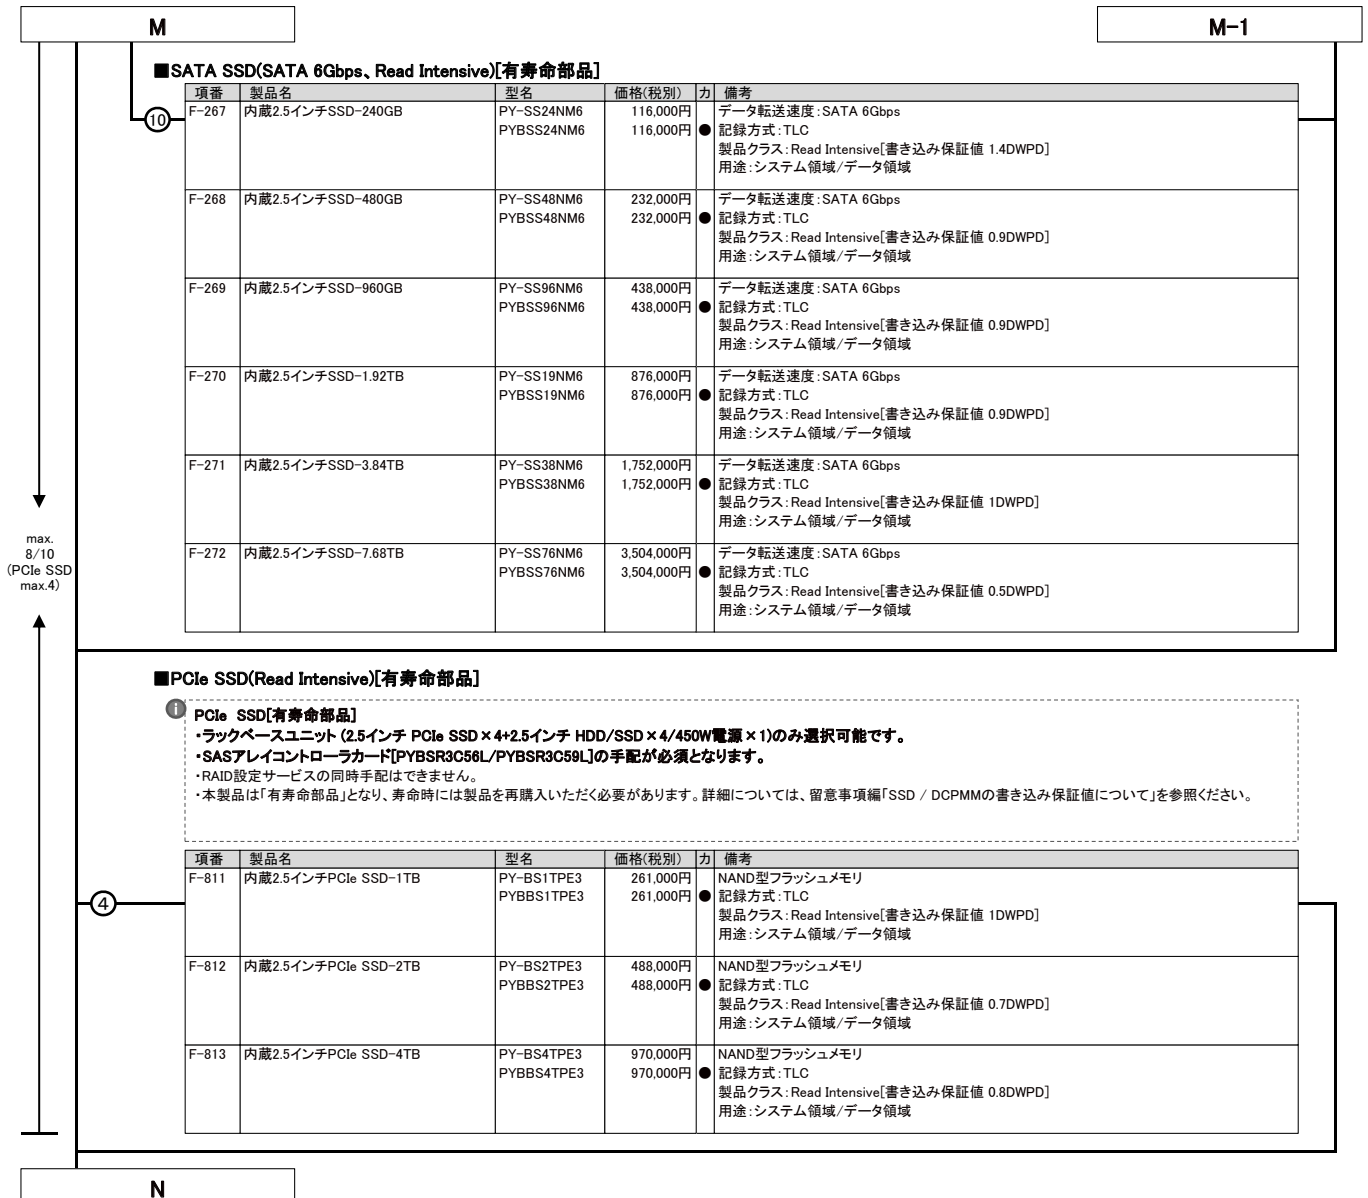 M
M-1
■SATA SSD(SATA 6Gbps、Read Intensive)[有寿命部品]
項番 製品名 型名 価格(税別) カ 備考
⑩
F-267 内蔵2.5インチSSD-240GB PY-SS24NM6 116,000円 データ転送速度:SATA 6Gbps
PYBSS24NM6 116,000円 ● 記録方式:TLC
製品クラス:Read Intensive[書き込み保証値 1.4DWPD]
用途:システム領域/データ領域
F-268 内蔵2.5インチSSD-480GB PY-SS48NM6 232,000円 データ転送速度:SATA 6Gbps
PYBSS48NM6 232,000円 ● 記録方式:TLC
製品クラス:Read Intensive[書き込み保証値 0.9DWPD]
用途:システム領域/データ領域
F-269 内蔵2.5インチSSD-960GB PY-SS96NM6 438,000円 データ転送速度:SATA 6Gbps
PYBSS96NM6 438,000円 ● 記録方式:TLC
製品クラス:Read Intensive[書き込み保証値 0.9DWPD]
用途:システム領域/データ領域
F-270 内蔵2.5インチSSD-1.92TB PY-SS19NM6 876,000円 データ転送速度:SATA 6Gbps
PYBSS19NM6 876,000円 ● 記録方式:TLC
製品クラス:Read Intensive[書き込み保証値 0.9DWPD]
用途:システム領域/データ領域
F-271 内蔵2.5インチSSD-3.84TB PY-SS38NM6 1,752,000円 データ転送速度:SATA 6Gbps
PYBSS38NM6 1,752,000円 ● 記録方式:TLC
製品クラス:Read Intensive[書き込み保証値 1DWPD]
用途:システム領域/データ領域
F-272 内蔵2.5インチSSD-7.68TB PY-SS76NM6 3,504,000円 データ転送速度:SATA 6Gbps
PYBSS76NM6 3,504,000円 ● 記録方式:TLC
製品クラス:Read Intensive[書き込み保証値 0.5DWPD]
用途:システム領域/データ領域
max.
8/10
(PCIe SSD
max.4)
■PCIe SSD(Read Intensive)[有寿命部品]
i
PCIe SSD[有寿命部品]
・ラックベースユニット (2.5インチ PCIe SSD×4+2.5インチ HDD/SSD×4/450W電源×1)のみ選択可能です。
・SASアレイコントローラカード[PYBSR3C56L/PYBSR3C59L]の手配が必須となります。
・RAID設定サービスの同時手配はできません。
・本製品は「有寿命部品」となり、寿命時には製品を再購入いただく必要があります。詳細については、留意事項編「SSD / DCPMMの書き込み保証値について」を参照ください。
項番 製品名 型名 価格(税別) カ 備考
④
F-811 内蔵2.5インチPCIe SSD-1TB PY-BS1TPE3 261,000円 NAND型フラッシュメモリ
PYBBS1TPE3 261,000円 ● 記録方式:TLC
製品クラス:Read Intensive[書き込み保証値 1DWPD]
用途:システム領域/データ領域
F-812 内蔵2.5インチPCIe SSD-2TB PY-BS2TPE3 488,000円 NAND型フラッシュメモリ
PYBBS2TPE3 488,000円 ● 記録方式:TLC
製品クラス:Read Intensive[書き込み保証値 0.7DWPD]
用途:システム領域/データ領域
F-813 内蔵2.5インチPCIe SSD-4TB PY-BS4TPE3 970,000円 NAND型フラッシュメモリ
PYBBS4TPE3 970,000円 ● 記録方式:TLC
製品クラス:Read Intensive[書き込み保証値 0.8DWPD]
用途:システム領域/データ領域
N